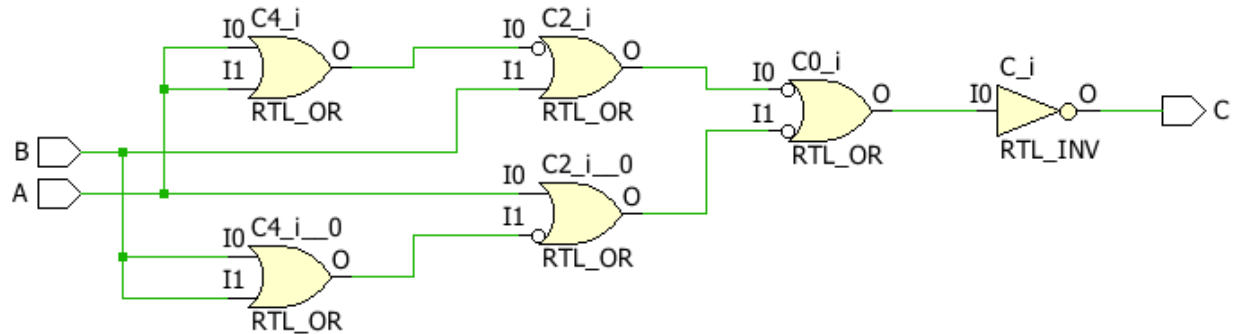 C4_i
I0
I1
O
RTL_OR
C2_i
I0
I1
O
RTL_OR
C0_i
I0
I1
O
RTL_OR
C_i
I0
O
RTL_INV
C
B
A
C4_i__0
I0
I1
O
RTL_OR
C2_i__0
I0
I1
O
RTL_OR